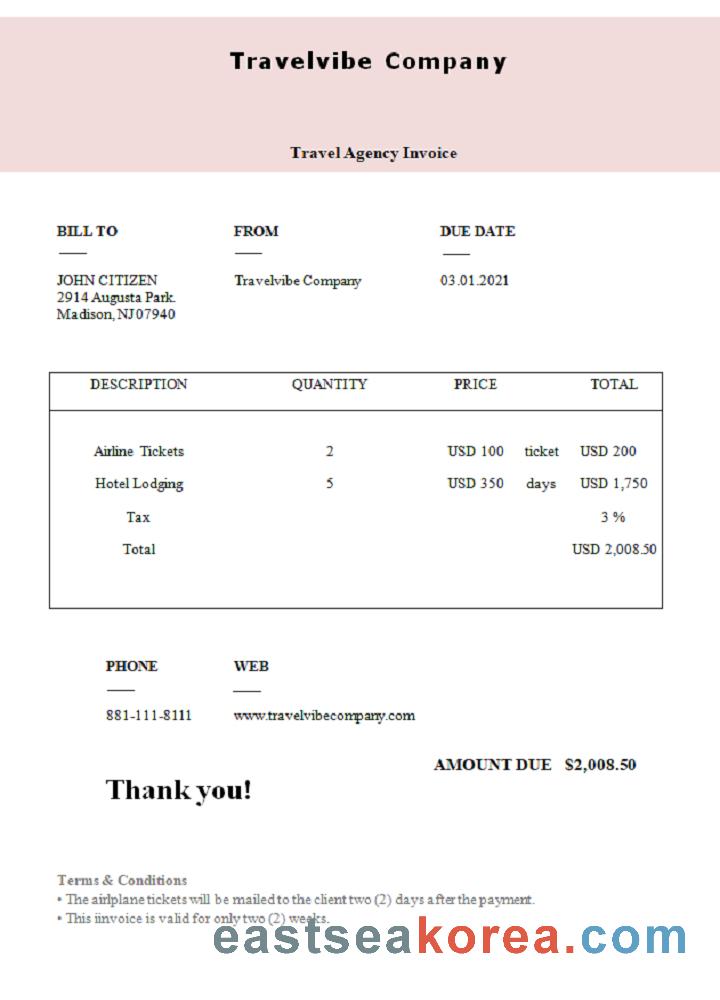 Travelvibe Company
Travel Agency Invoice
BILL TO FROM DUE DATE
JOHN CITIZEN Travelvibe Company 03.01.2021
2914 Augusta Park.
Madison, NJ 07940
DESCRIPTION QUANTITY PRICE TOTAL
Airline Tickets 2 USD 100 ticket USD 200
Hotel Lodging 5 USD 350 days USD 1,750
Tax 3 %
Total USD 2,008.50
PHONE WEB
881-111-8111 www.travelvibecompany.com
AMOUNT DUE $2,008.50
Thank you!
Terms & Conditions
• The airlplane tickets will be mailed to the client two (2) days after the payment.
• This iinvoice is valid for only two (2) weeks.
eastseakorea.com